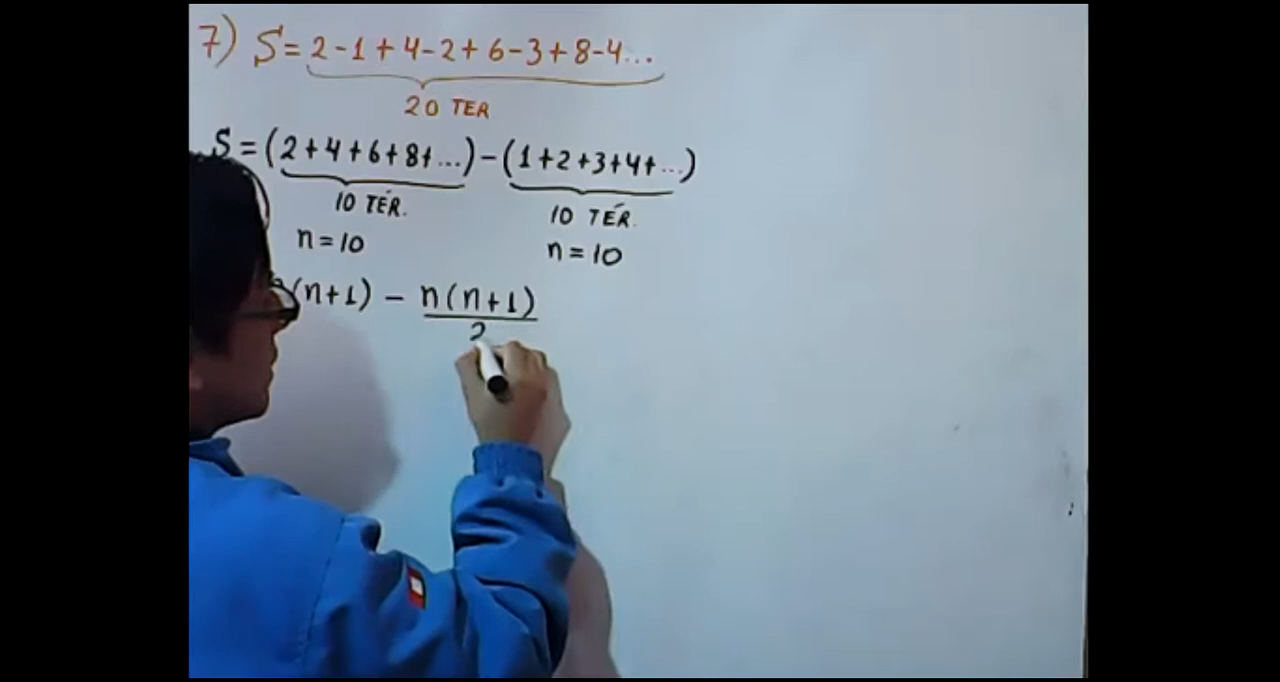 7) S = 2 - 1 + 4 - 2 + 6 - 3 + 8 - 4...
20 TER
S = (2 + 4 + 6 + 8 + ...) - (1 + 2 + 3 + 4 + ...)
10 TÉR. 10 TÉR.
n = 10 n = 10
(n + 1) - n(n + 1)
2